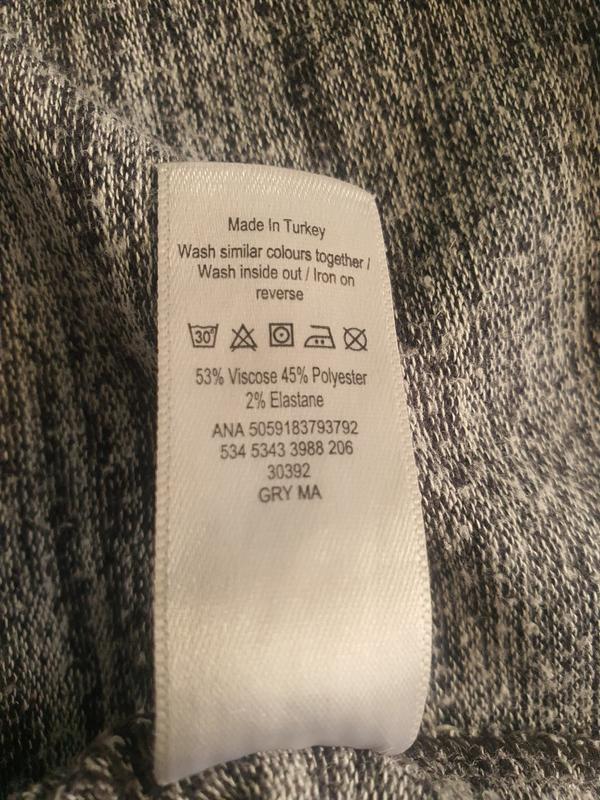 Made In Turkey
Wash similar colours together /
Wash inside out / Iron on
reverse
30
53% Viscose 45% Polyester
2% Elastane
ANA 5059183793792
534 5343 3988 206
30392
GRY MA